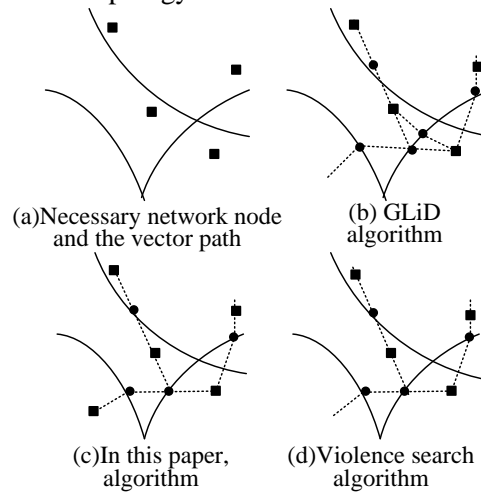 (a)Necessary network node
and the vector path
(b) GLiD
algorithm
(c)In this paper,
algorithm
(d)Violence search
algorithm